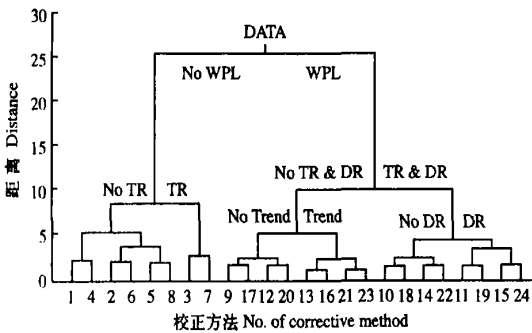 30
DATA
25
No WPL WPL
20
15
距离 Distance
10
No TR & DR TR & DR
No TR TR
No Trend Trend No DR DR
5
0
1 4 2 6 5 8 3 7 9 17 12 20 13 16 21 23 10 18 14 22 11 19 15 24
校正方法 No. of corrective method